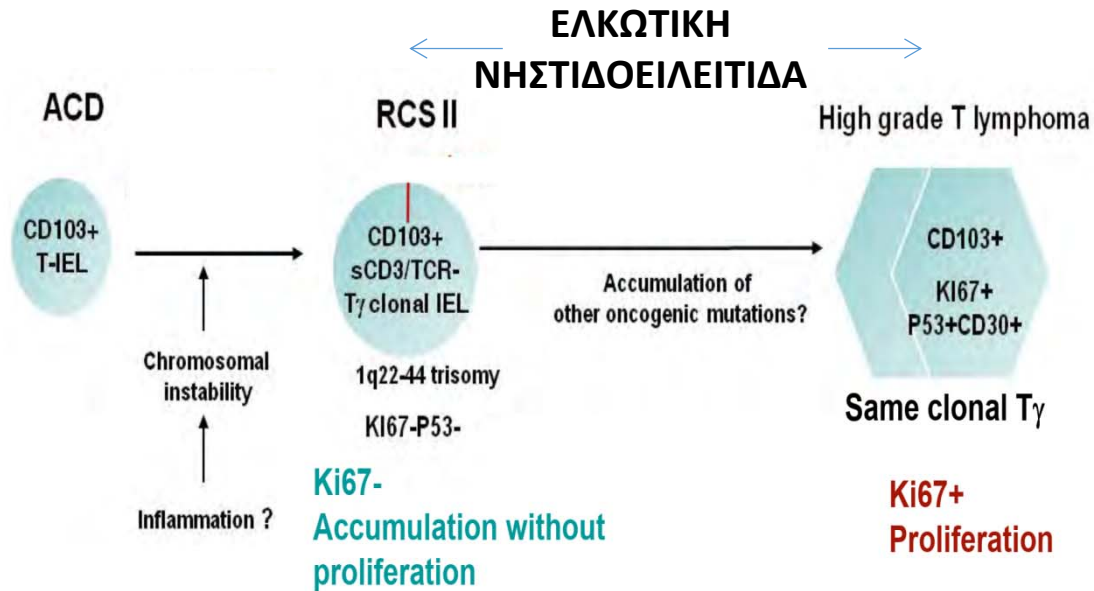 ΕΛΚΩΤΙΚΗ
ΝΗΣΤΙΔΟΕΙΛΕΙΤΙΔΑ
ACD
RCS II
High grade T lymphoma
CD103+
T-IEL
CD103+
sCD3/TCR-
Tγ clonal IEL
CD103+
KI67+
P53+CD30+
Accumulation of
other oncogenic mutations?
Chromosomal
instability
1q22-44 trisomy
KI67-P53-
Same clonal Tγ
Inflammation ?
Ki67-
Accumulation without
proliferation
Ki67+
Proliferation